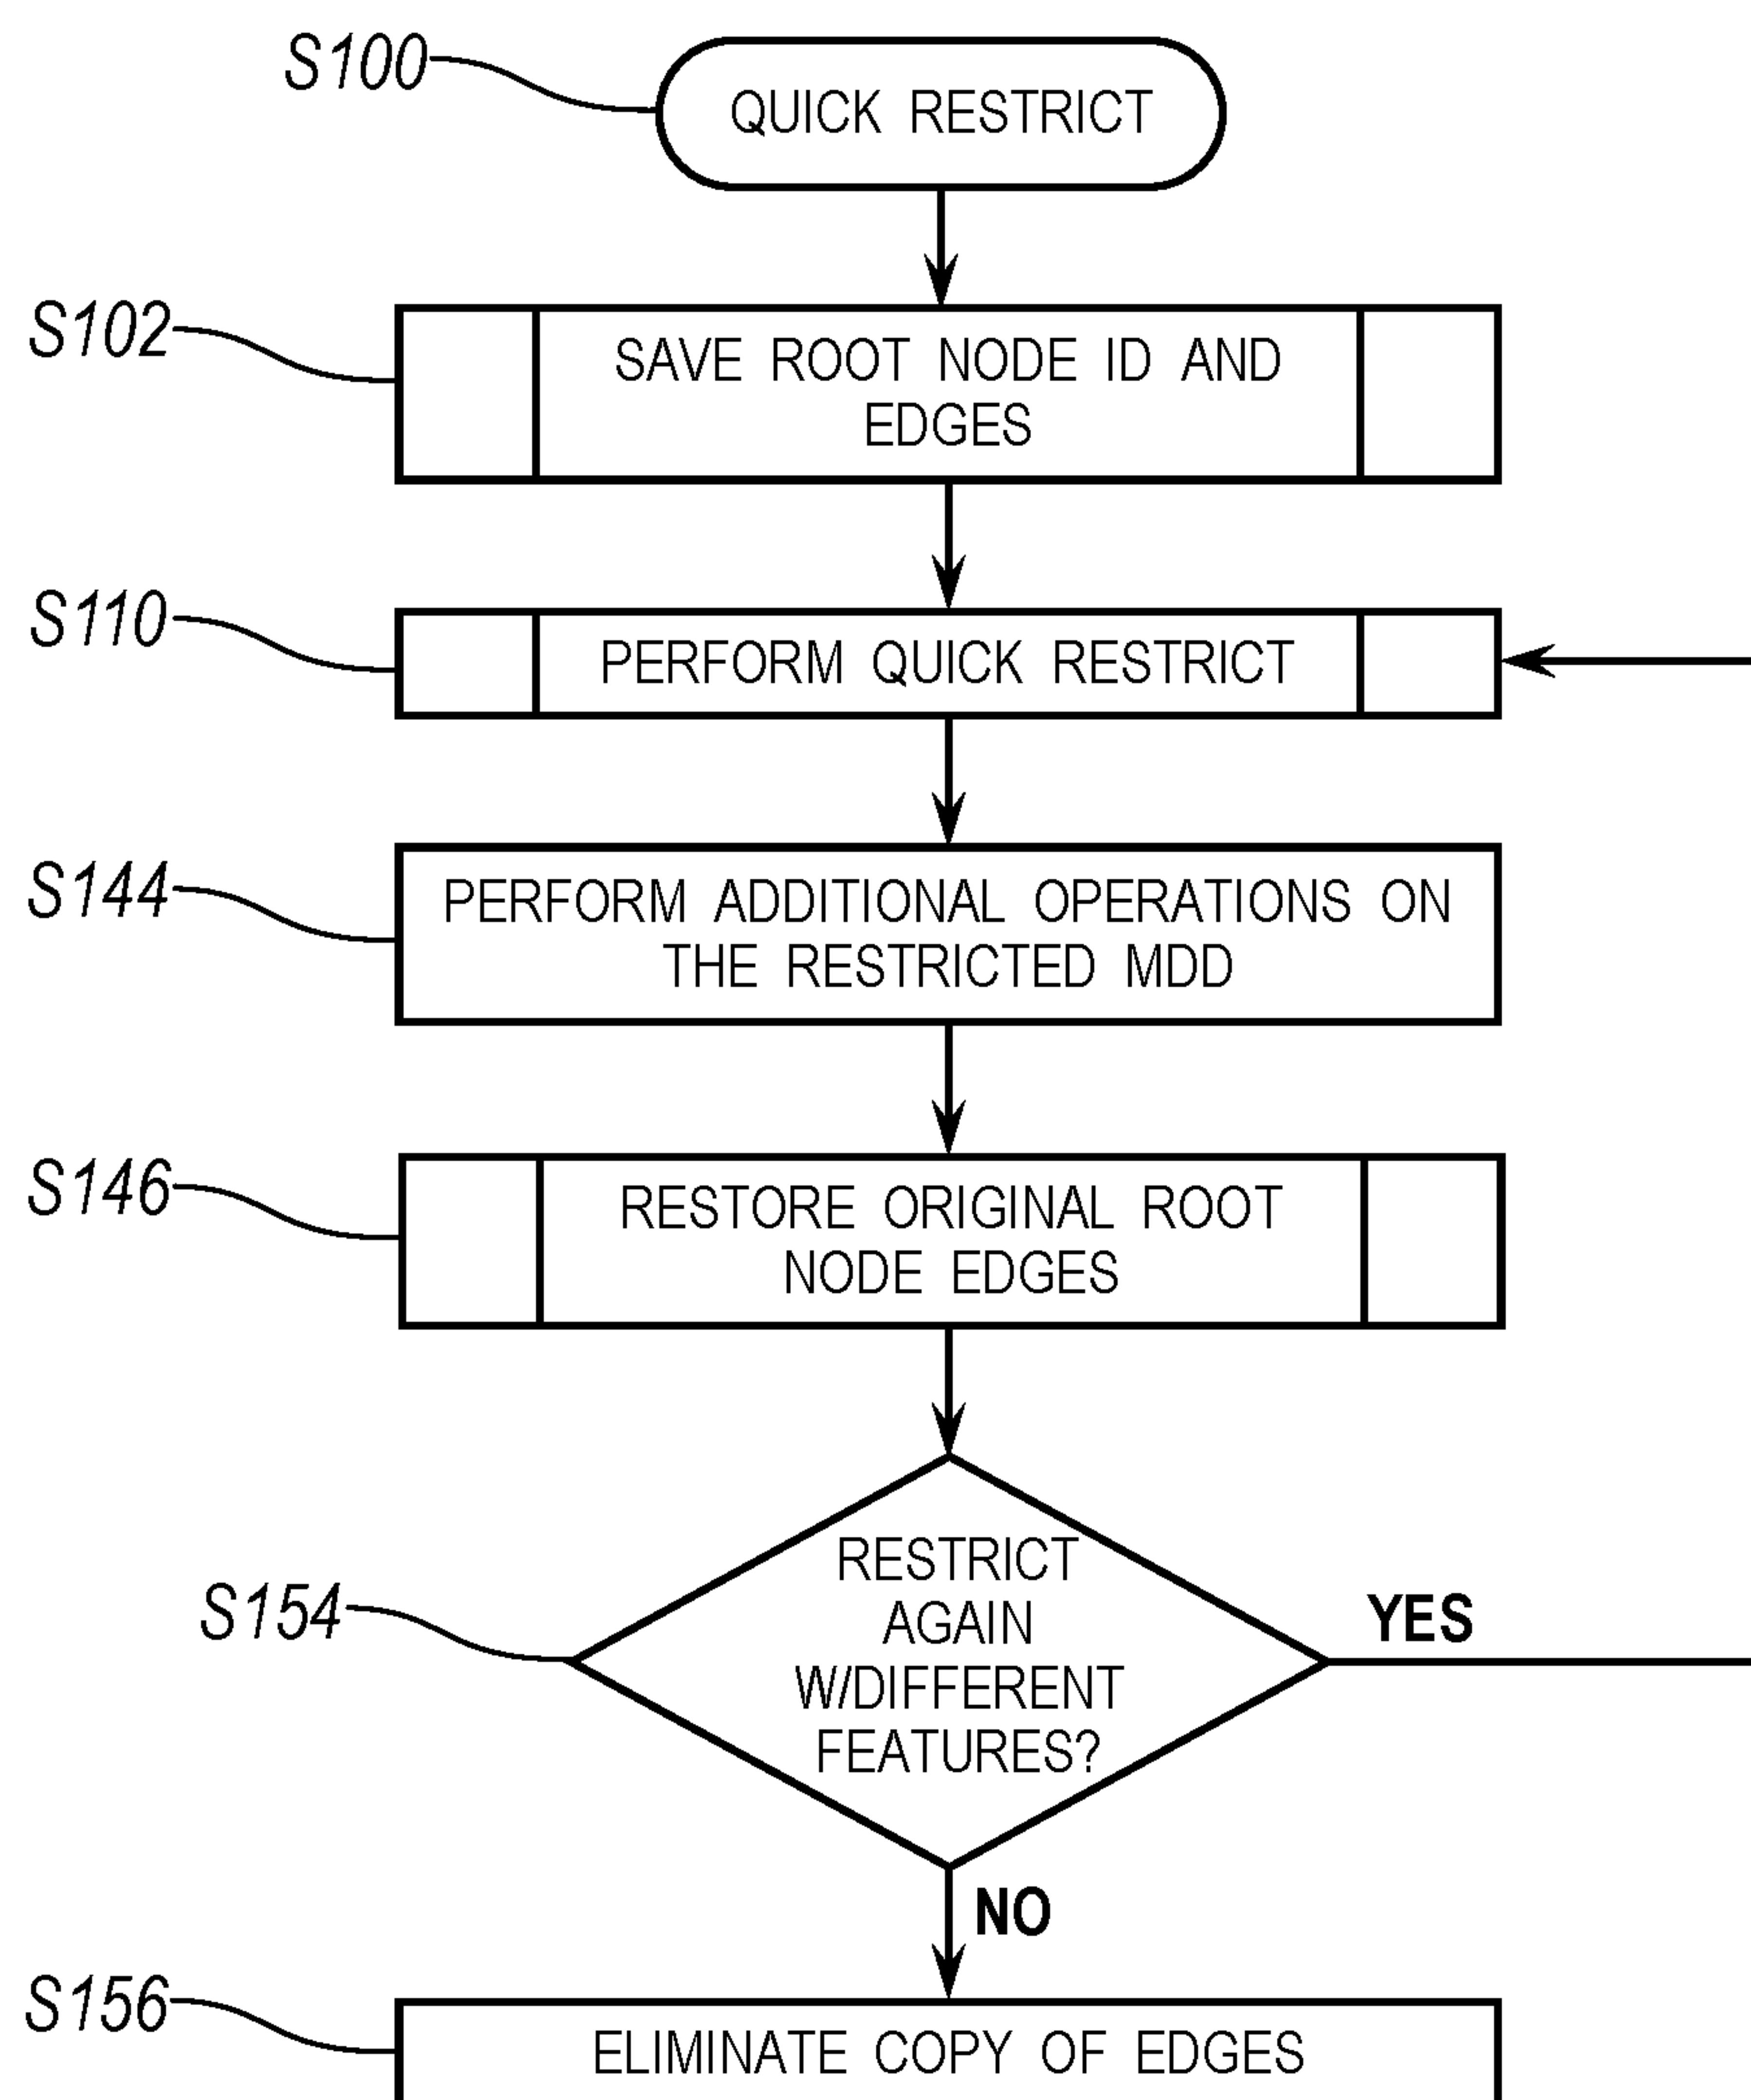 S100
QUICK RESTRICT
S102
SAVE ROOT NODE ID AND
EDGES
S110
PERFORM QUICK RESTRICT
S144
PERFORM ADDITIONAL OPERATIONS ON
THE RESTRICTED MDD
S146
RESTORE ORIGINAL ROOT
NODE EDGES
S154
RESTRICT
AGAIN
W/DIFFERENT
FEATURES?
YES
NO
S156
ELIMINATE COPY OF EDGES